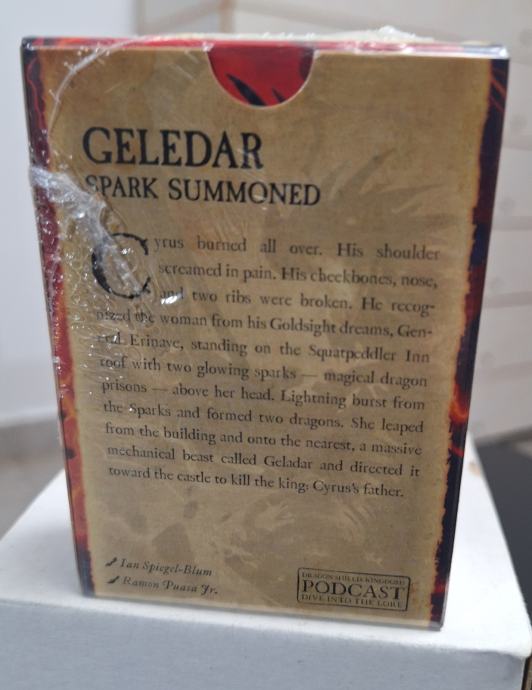 GELEDAR
SPARK SUMMONED
Cyrus burned all over. His shoulder
screamed in pain. His cheekbones, nose,
and two ribs were broken. He recog-
nized the woman from his Goldsight dreams, Gen-
eral Erinaye, standing on the Squatpeddler Inn
roof with two glowing sparks — magical dragon
prisons — above her head. Lightning burst from
the Sparks and formed two dragons. She leaped
from the building and onto the nearest, a massive
mechanical beast called Geladar and directed it
toward the castle to kill the king: Cyrus's father.
Ian Spiegel-Blum
Ramon Puasa Jr.
DRAGON SHIELD KINGDOMS
PODCAST
DIVE INTO THE LORE